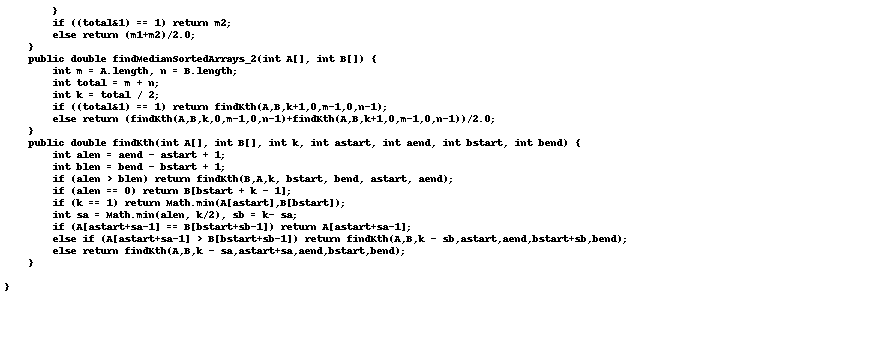 }
        if ((total&1) == 1) return m2;
        else return (m1+m2)/2.0;
    }
    public double findMedianSortedArrays_2(int A[], int B[]) {
        int m = A.length, n = B.length;
        int total = m + n;
        int k = total / 2;
        if ((total&1) == 1) return findKth(A,B,k+1,0,m-1,0,n-1);
        else return (findKth(A,B,k,0,m-1,0,n-1)+findKth(A,B,k+1,0,m-1,0,n-1))/2.0;
    }
    public double findKth(int A[], int B[], int k, int astart, int aend, int bstart, int bend) {
        int alen = aend - astart + 1;
        int blen = bend - bstart + 1;
        if (alen > blen) return findKth(B,A,k, bstart, bend, astart, aend);
        if (alen == 0) return B[bstart + k - 1];
        if (k == 1) return Math.min(A[astart],B[bstart]);
        int sa = Math.min(alen, k/2), sb = k- sa;
        if (A[astart+sa-1] == B[bstart+sb-1]) return A[astart+sa-1];
        else if (A[astart+sa-1] > B[bstart+sb-1]) return findKth(A,B,k - sb,astart,aend,bstart+sb,bend);
        else return findKth(A,B,k - sa,astart+sa,aend,bstart,bend);
    }
}